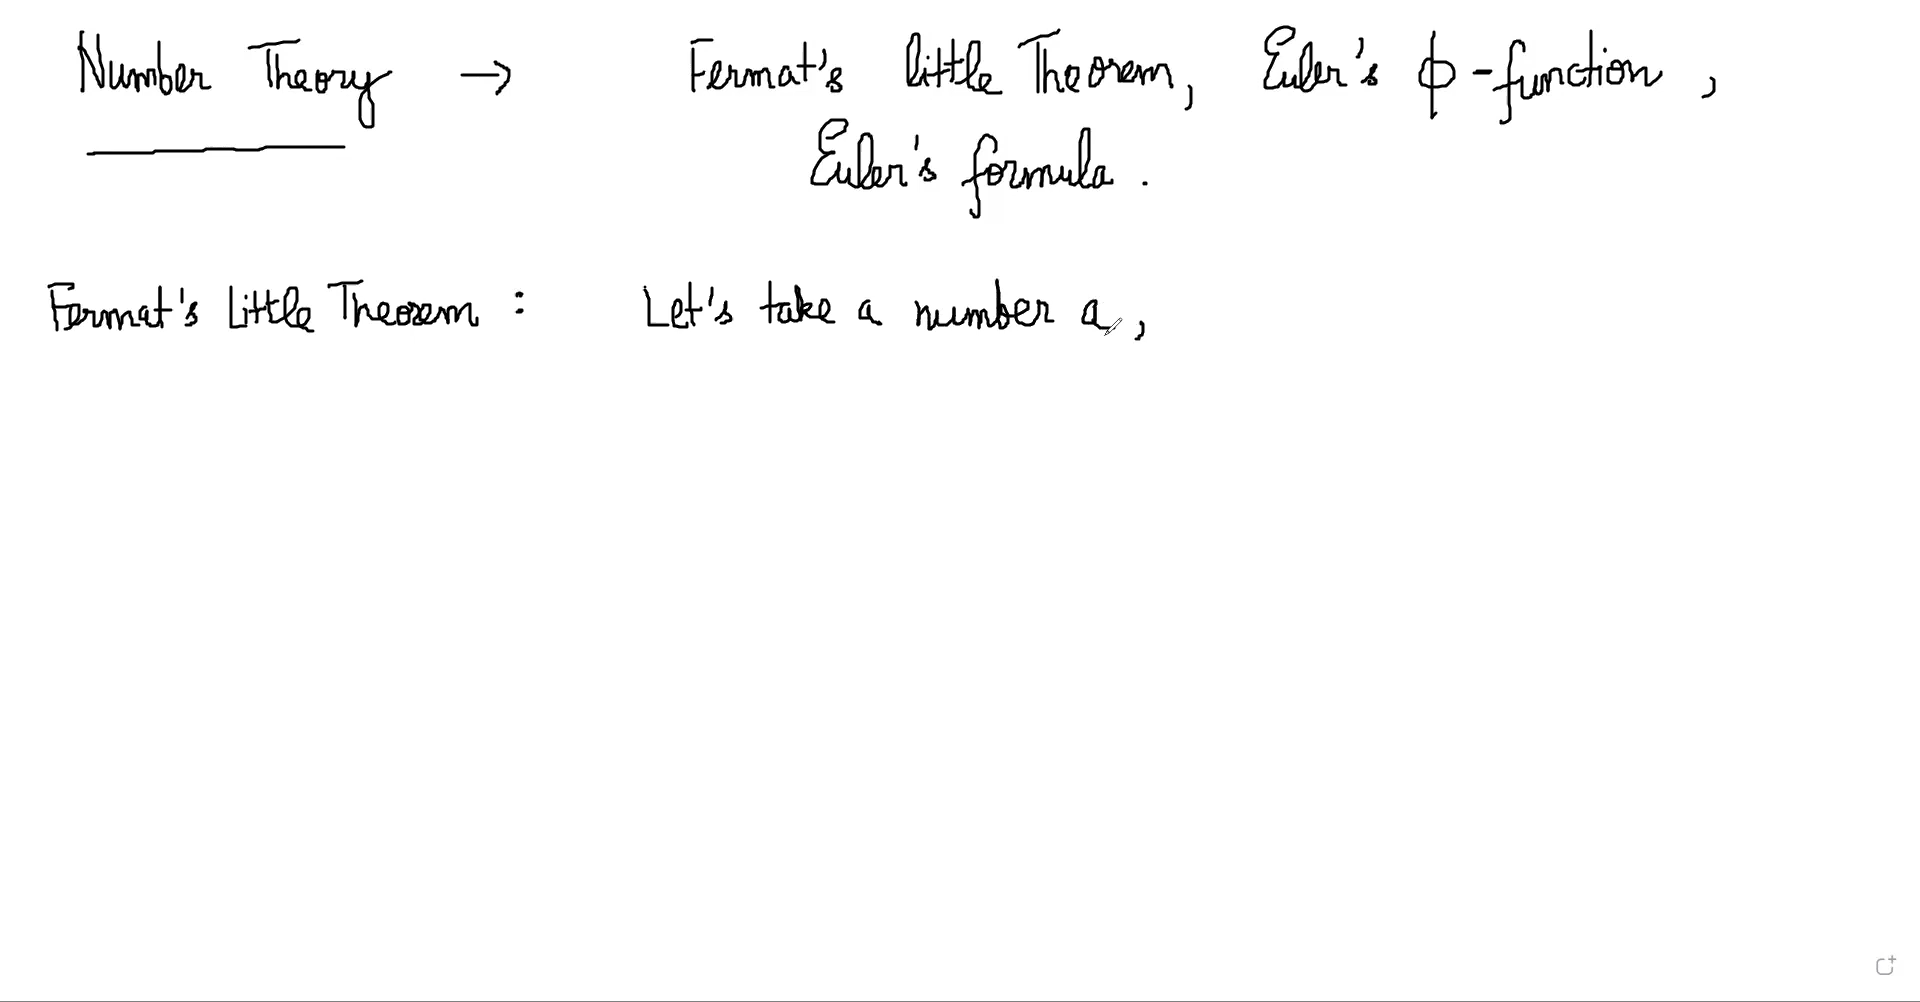 Number Theory → Fermat's little Theorem, Euler's ϕ-function,
Euler's formula.
Fermat's Little Theorem : Let's take a number a,